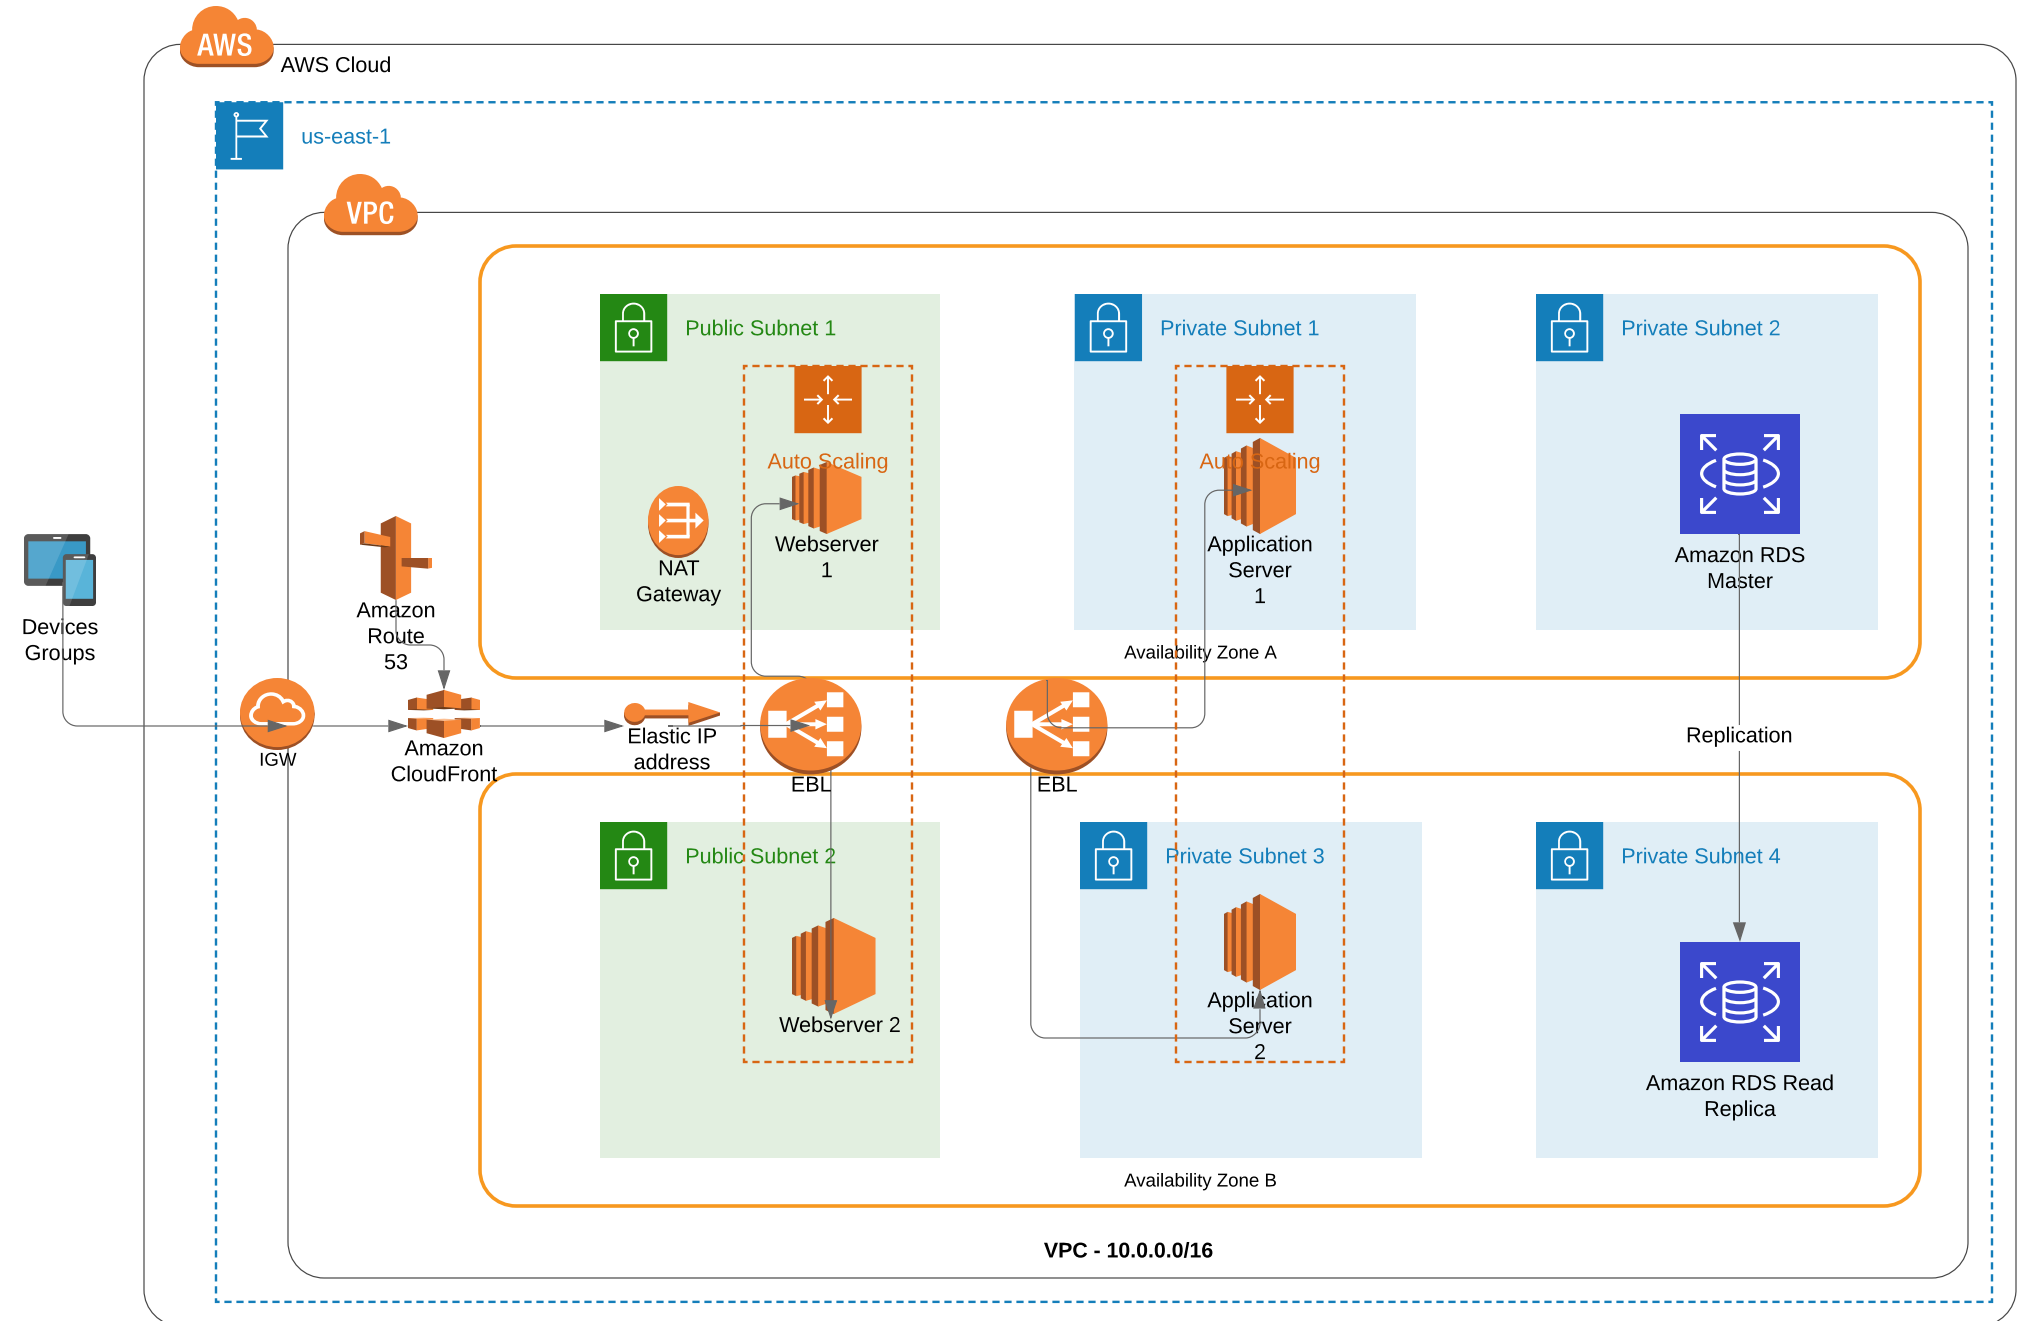 AWS
AWS Cloud
us-east-1
VPC
Public Subnet 1
Private Subnet 1
Private Subnet 2
Auto Scaling
Auto Scaling
Webserver
1
NAT
Gateway
Application
Server
1
Amazon RDS
Master
Devices
Groups
Amazon
Route
53
Availability Zone A
IGW
Amazon
CloudFront
Elastic IP
address
EBL
EBL
Replication
Public Subnet 2
Private Subnet 3
Private Subnet 4
Webserver 2
Application
Server
2
Amazon RDS Read
Replica
Availability Zone B
VPC - 10.0.0.0/16